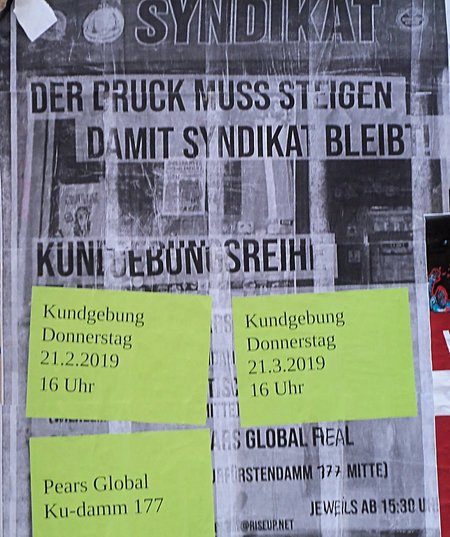 SYNDIKAT
DER DRUCK MUSS STEIGEN
DAMIT SYNDIKAT BLEIBT
KUNDGEBUNGSREIHE
Kundgebung
Donnerstag
21.2.2019
16 Uhr
Kundgebung
Donnerstag
21.3.2019
16 Uhr
Pears Global
Ku-damm 177
GLOBAL REAL
RSTENDAMM 177 MITTE)
JEWEILS AB 15:30 U
@RISEUP.NET